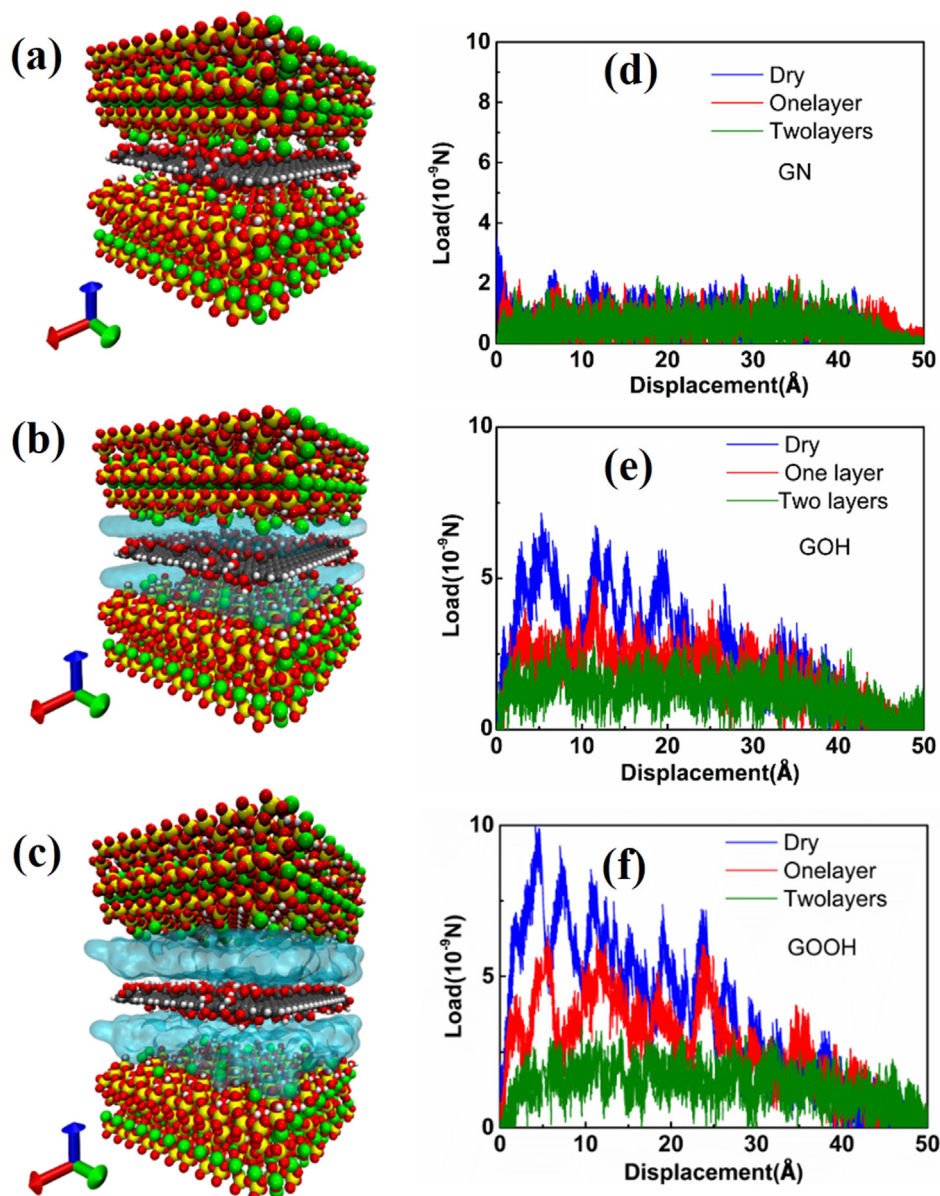 (a)
(b)
(c)
(d)
10
8
6
4
2
0
Load(10⁻⁹N)
Dry
Onelayer
Twolayers
GN
0 10 20 30 40 50
Displacement(Å)
(e)
10
5
0
Load(10⁻⁹N)
Dry
One layer
Two layers
GOH
0 10 20 30 40 50
Displacement(Å)
(f)
10
5
0
Load(10⁻⁹N)
Dry
Onelayer
Twolayers
GOOH
0 10 20 30 40 50
Displacement(Å)